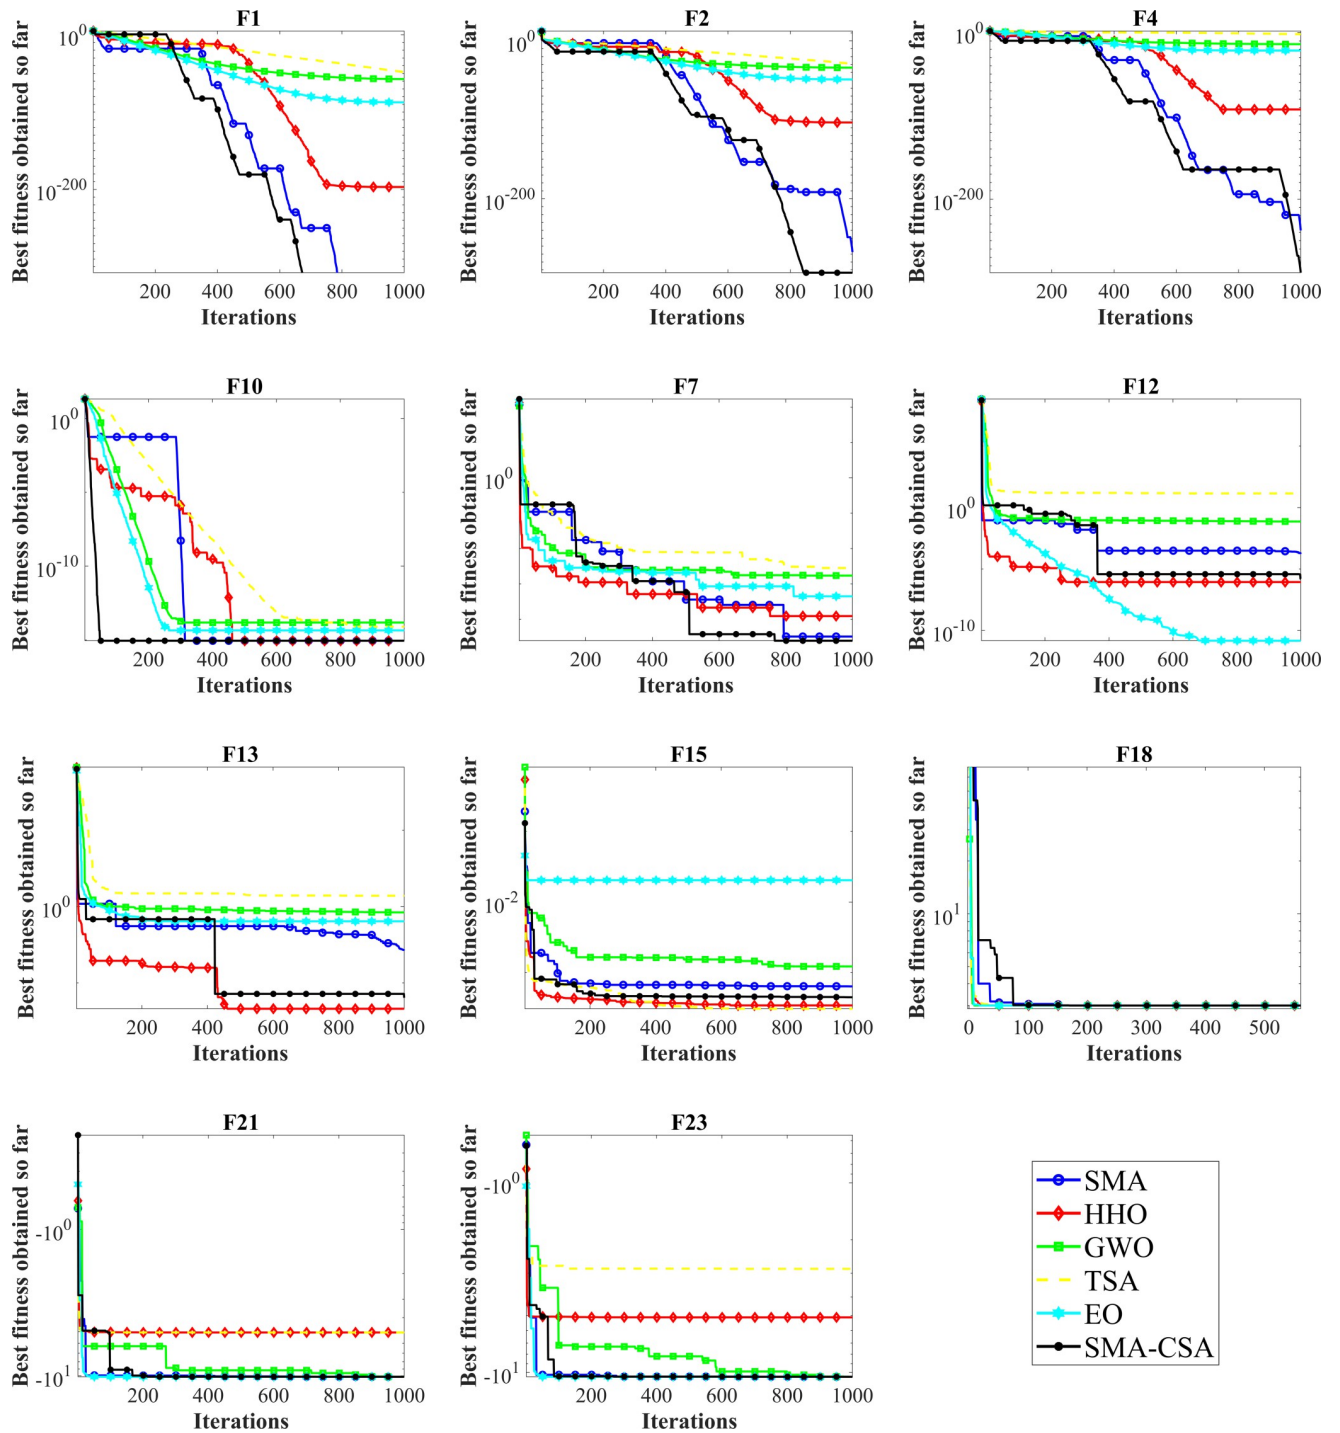 F1
Best fitness obtained so far
10^0
10^-200
200 400 600 800 1000
Iterations
F2
Best fitness obtained so far
10^0
10^-200
200 400 600 800 1000
Iterations
F4
Best fitness obtained so far
10^0
10^-200
200 400 600 800 1000
Iterations
F10
Best fitness obtained so far
10^0
10^-10
200 400 600 800 1000
Iterations
F7
Best fitness obtained so far
10^0
200 400 600 800 1000
Iterations
F12
Best fitness obtained so far
10^0
10^-10
200 400 600 800 1000
Iterations
F13
Best fitness obtained so far
10^0
200 400 600 800 1000
Iterations
F15
Best fitness obtained so far
10^-2
200 400 600 800 1000
Iterations
F18
Best fitness obtained so far
10^1
0 100 200 300 400 500
Iterations
F21
Best fitness obtained so far
-10^0
-10^1
200 400 600 800 1000
Iterations
F23
Best fitness obtained so far
-10^0
-10^1
200 400 600 800 1000
Iterations
SMA
HHO
GWO
TSA
EO
SMA-CSA